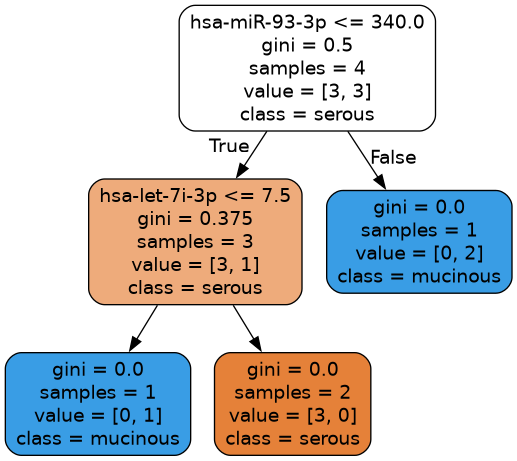 hsa-miR-93-3p <= 340.0
gini = 0.5
samples = 4
value = [3, 3]
class = serous
True
False
hsa-let-7i-3p <= 7.5
gini = 0.375
samples = 3
value = [3, 1]
class = serous
gini = 0.0
samples = 1
value = [0, 2]
class = mucinous
gini = 0.0
samples = 1
value = [0, 1]
class = mucinous
gini = 0.0
samples = 2
value = [3, 0]
class = serous